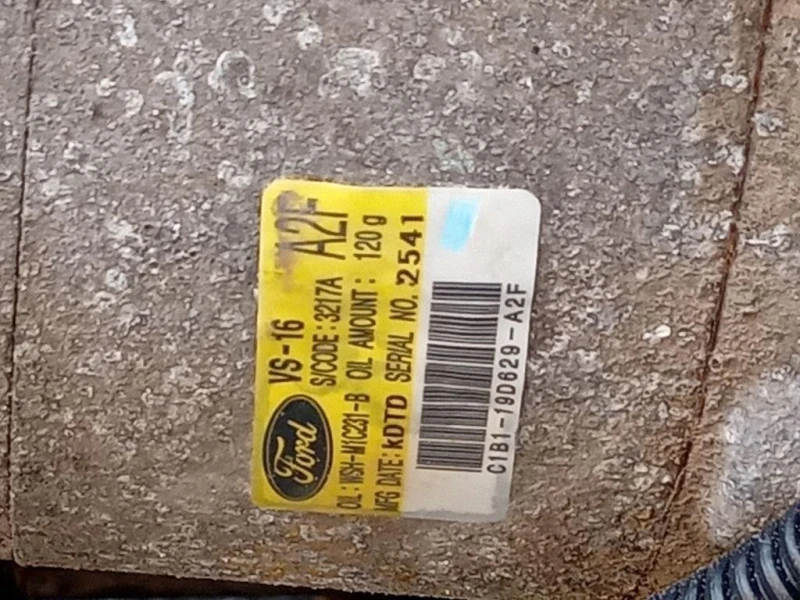 Ford
VS-16
A2F
S/CODE: 3217A
OIL: WSH-M1C231-B OIL AMOUNT: 120 g
MFG DATE: kDTD SERIAL NO. 2541
C1B1-19D629-A2F